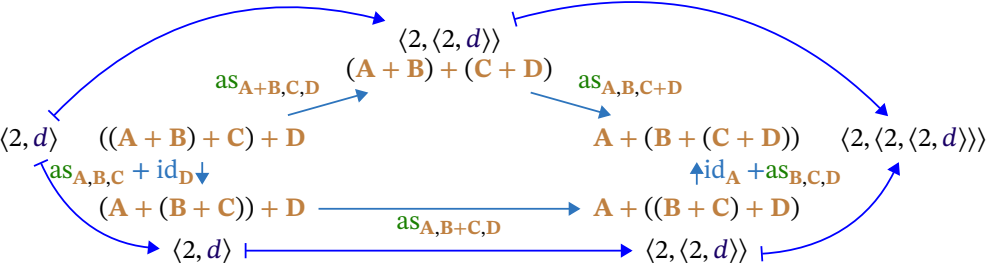 ⟨2, ⟨2, d⟩⟩
(A + B) + (C + D)
as_{A+B,C,D} as_{A,B,C+D}
⟨2, d⟩ ((A + B) + C) + D A + (B + (C + D)) ⟨2, ⟨2, ⟨2, d⟩⟩⟩
as_{A,B,C} + id_D id_A + as_{B,C,D}
(A + (B + C)) + D A + ((B + C) + D)
as_{A,B+C,D}
⟨2, d⟩ ⟨2, ⟨2, d⟩⟩